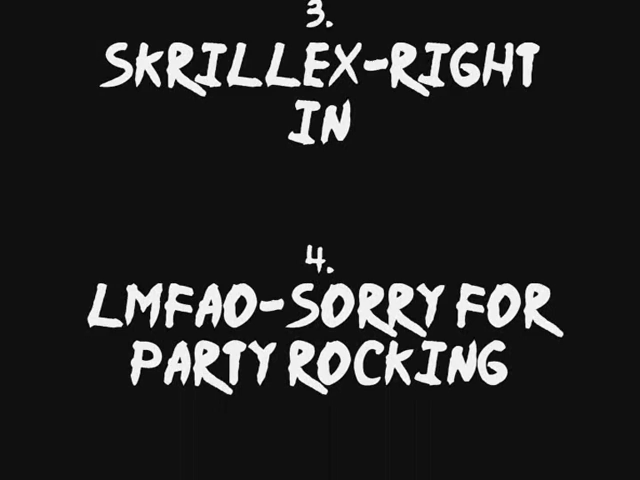 3.
SKRILLEX-RIGHT
IN
4.
LMFAO-SORRY FOR
PARTY ROCKING